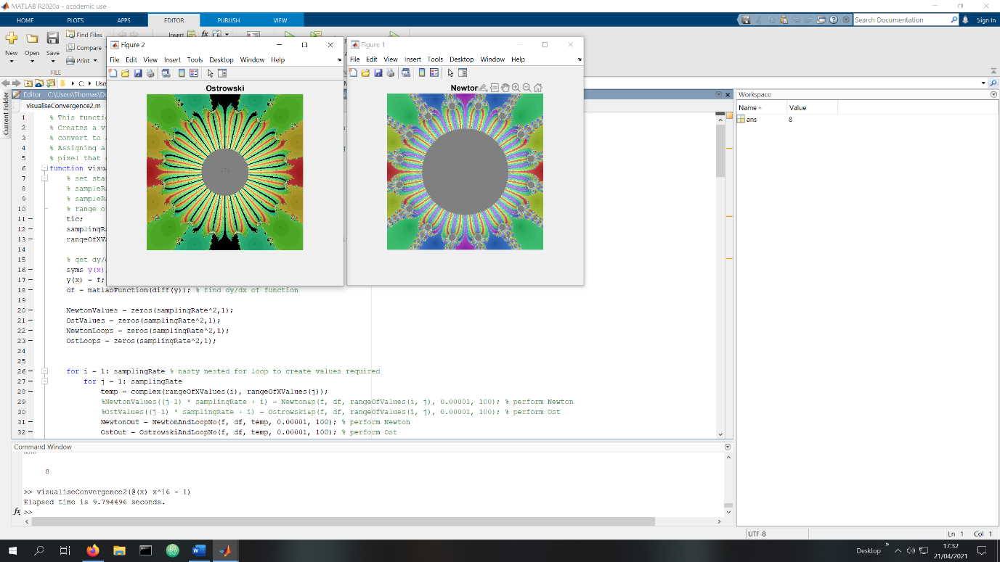 MATLAB R2020a - academic use
HOME PLOTS APPS EDITOR PUBLISH VIEW
Search Documentation
Sign In
New Open Save
Find Files
Compare
Print
Insert
fx
FILE
C: Use
Current Folder
Editor - C:\Users\Thomas\Do
visualiseConvergence2.m
1 % This function
2 % Creates a v
3 % convert to a
4 % Assigning a
5 % pixel that
6 function visua
7 % set sta
8 % sampleRa
9 % sampleRa
10 % range o
11 tic;
12 samplingRa
13 rangeOfXVa
14
15 % get dy/
16 syms y(x)
17 y(x) = f;
18 df = matlabFunction(diff(y)); % find dy/dx of function
19
20 NewtonValues = zeros(samplingRate^2,1);
21 OstValues = zeros(samplingRate^2,1);
22 NewtonLoops = zeros(samplingRate^2,1);
23 OstLoops = zeros(samplingRate^2,1);
24
25
26 for i = 1: samplingRate % nasty nested for loop to create values required
27 for j = 1: samplingRate
28 temp = complex(rangeOfXValues(i), rangeOfXValues(j));
29 %NewtonValues((j-1) * samplingRate + i) = Newton&p(f, df, rangeOfValues(i, j), 0.00001, 100); % perform Newton
30 %OstValues((j-1) * samplingRate + i) = Ostrowski&p(f, df, rangeOfValues(i, j), 0.00001, 100); % perform Ost
31 NewtonOut = NewtonAndLoopNo(f, df, temp, 0.00001, 100); % perform Newton
32 OstOut = OstrowskiAndLoopNo(f, df, temp, 0.00001, 100); % perform Ost
Figure 2
File Edit View Insert Tools Desktop Window Help
Ostrowski
Figure 1
File Edit View Insert Tools Desktop Window Help
Newton
Workspace
Name Value
ans 8
Command Window
8
>> visualiseConvergence2(@(x) x^16 - 1)
Elapsed time is 9.794496 seconds.
fx >>
UTF-8
Ln 1 Col 1
Desktop
17:32
21/04/2021